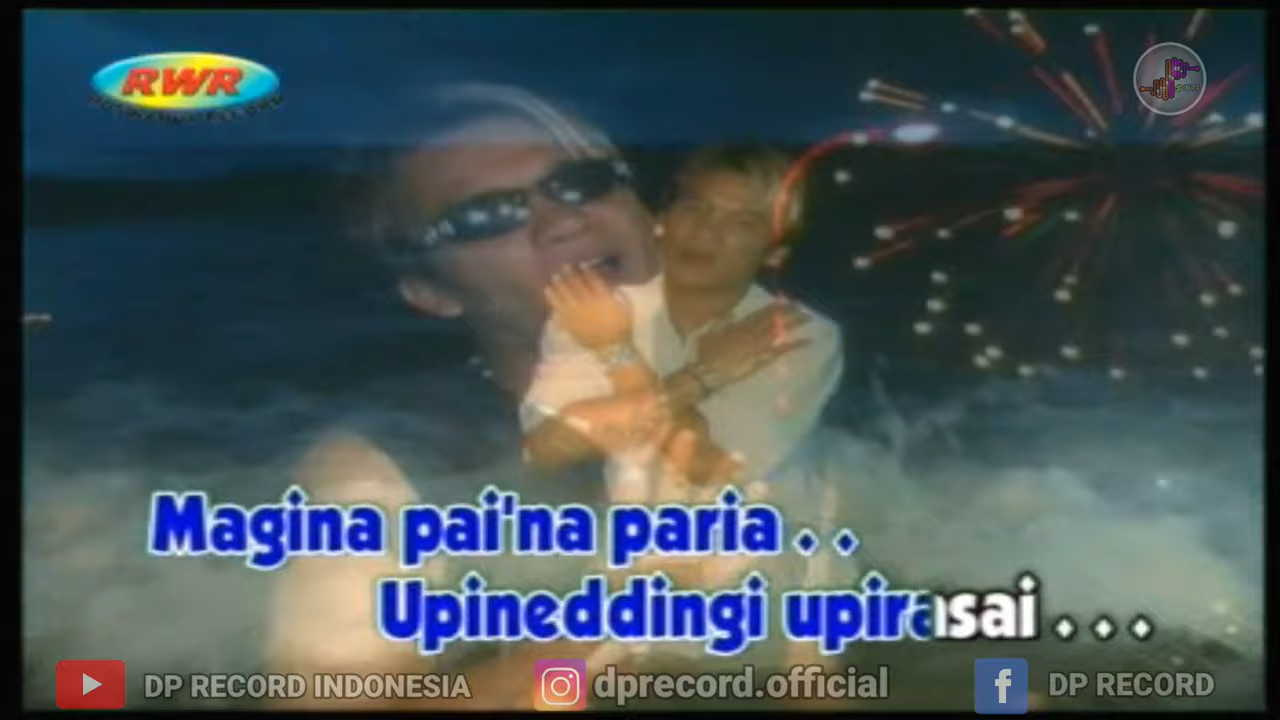 RWR
Magina pai'na paria . .
Upineddingi upirasai . . .
DP RECORD INDONESIA
dprecord.official
DP RECORD